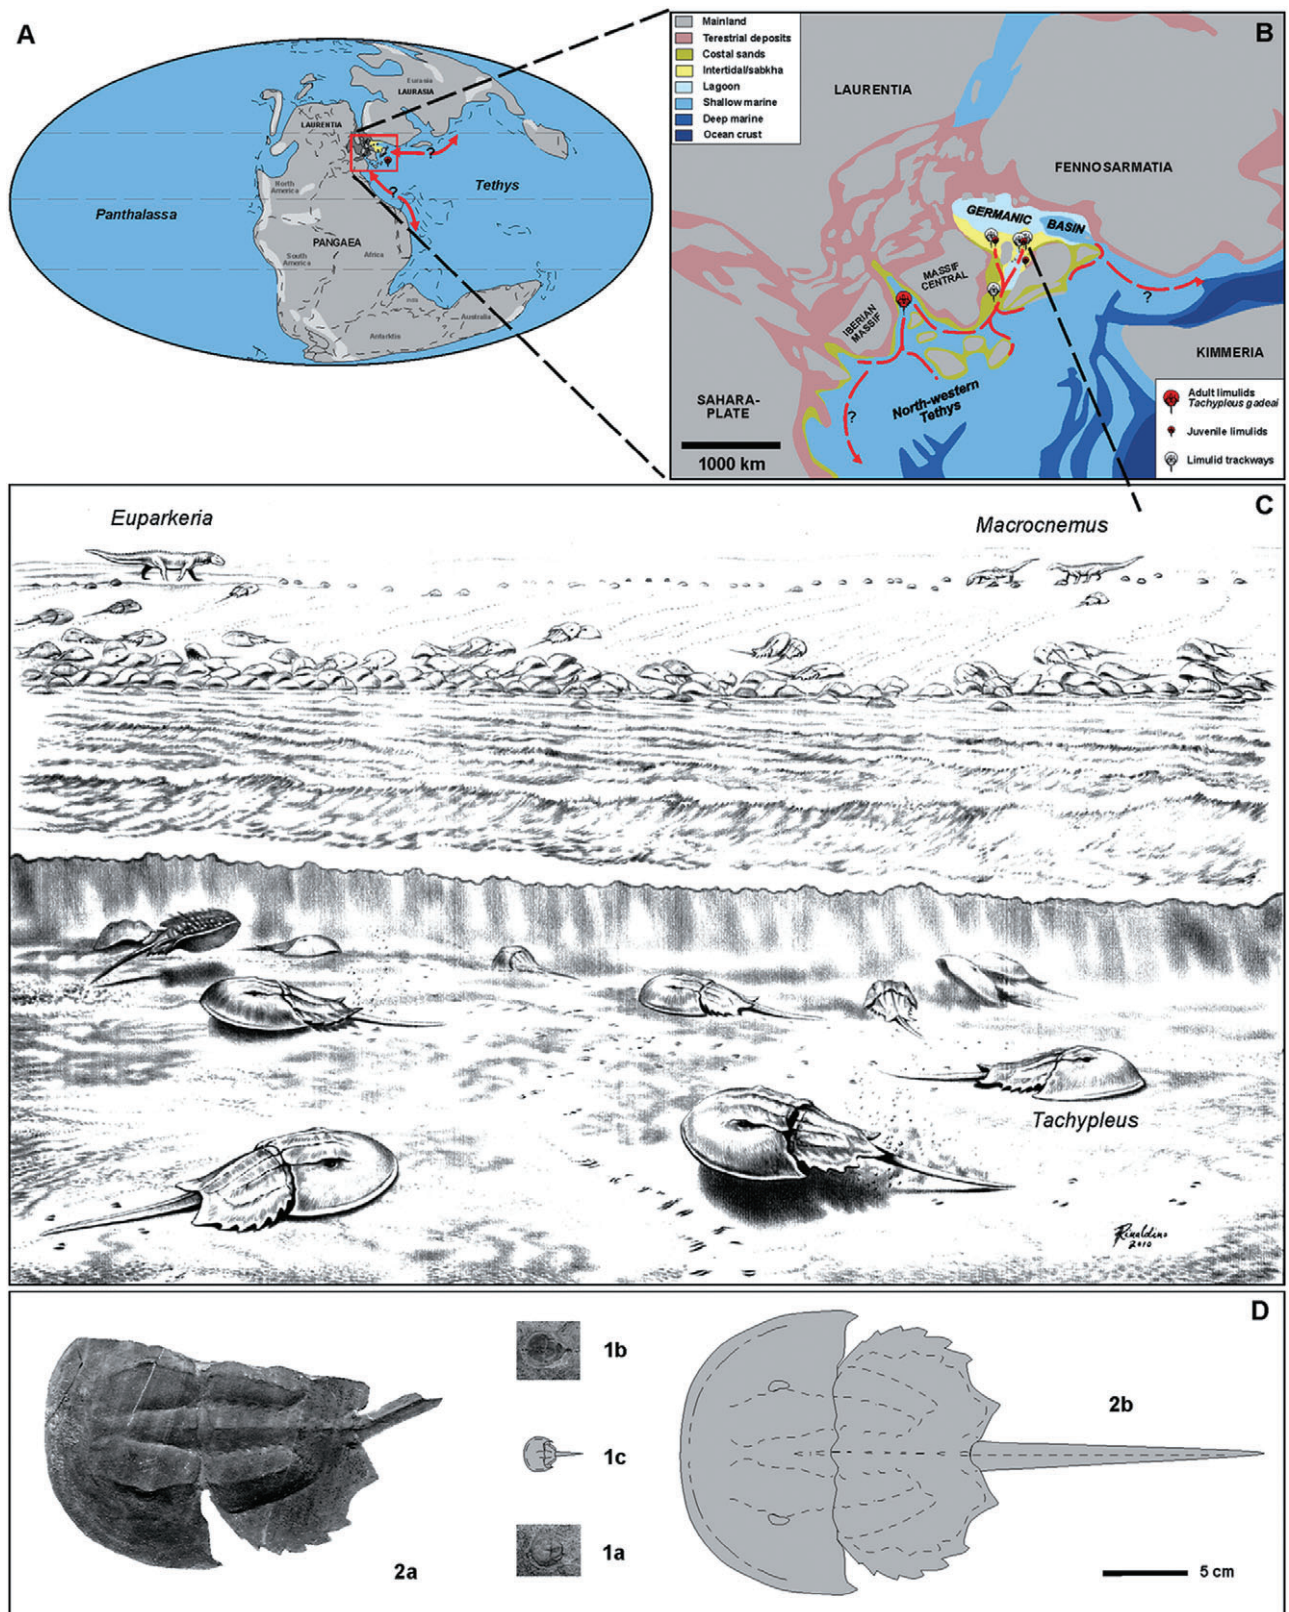 A
Eurasia
LAURASIA
LAURENTIA
?
?
Tethys
North
America
Panthalassa
PANGAEA
South
America
Africa
Australia
B
Mainland
Terestrial deposits
Costal sands
Intertidal/sabkha
Lagoon
Shallow marine
Deep marine
Ocean crust
LAURENTIA
FENNOSARMATIA
GERMANIC
BASIN
MASSIF
CENTRAL
IBERIAN
MASSIF
?
KIMMERIA
SAHARA-
PLATE
North-western
Tethys
?
1000 km
Adult limulids
Tachypleus gadeai
Juvenile limulids
Limulid trackways
C
Euparkeria
Macrocnemus
Tachypleus
Rinaldino
2010
D
1b
2b
1c
1a
2a
5 cm